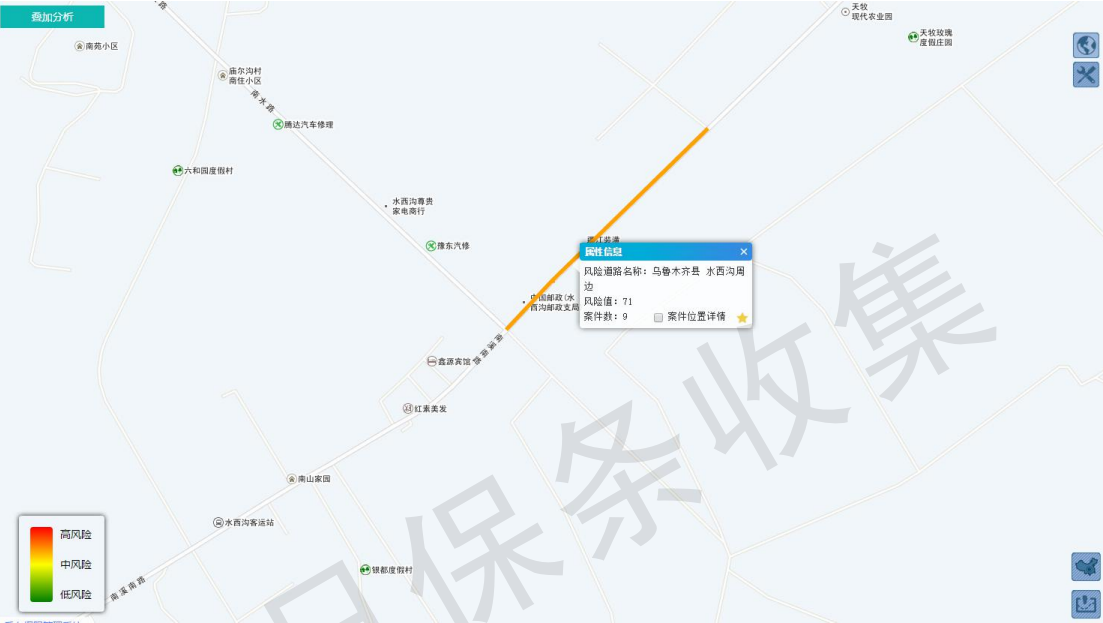 叠加分析
路
天牧
现代农业园
天牧玫瑰
度假庄园
南苑小区
庙尔沟村
商住小区
南水路
腾达汽车修理
六和园度假村
水西沟尊贵
家电商行
豫东汽修
属性信息
风险道路名称：乌鲁木齐县 水西沟周
边
风险值：71
案件数：9
案件位置详情
中国邮政(水
西沟邮政支局
南溪南路
鑫源宾馆
红素美发
南山家园
水西沟客运站
银都度假村
南溪南路
高风险
中风险
低风险
保条收集